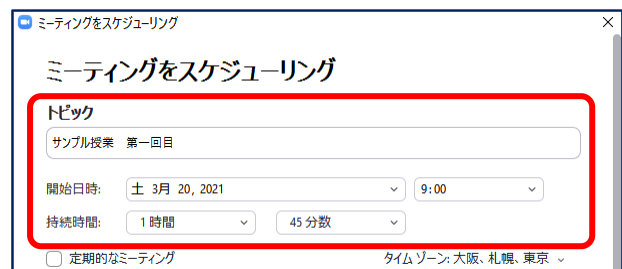 ミーティングをスケジューリング
ミーティングをスケジューリング
トピック
サンプル授業　第一回目
開始日時: 土 3月 20, 2021 9:00
持続時間: 1 時間 45 分数
定期的なミーティング タイム ゾーン: 大阪、札幌、東京